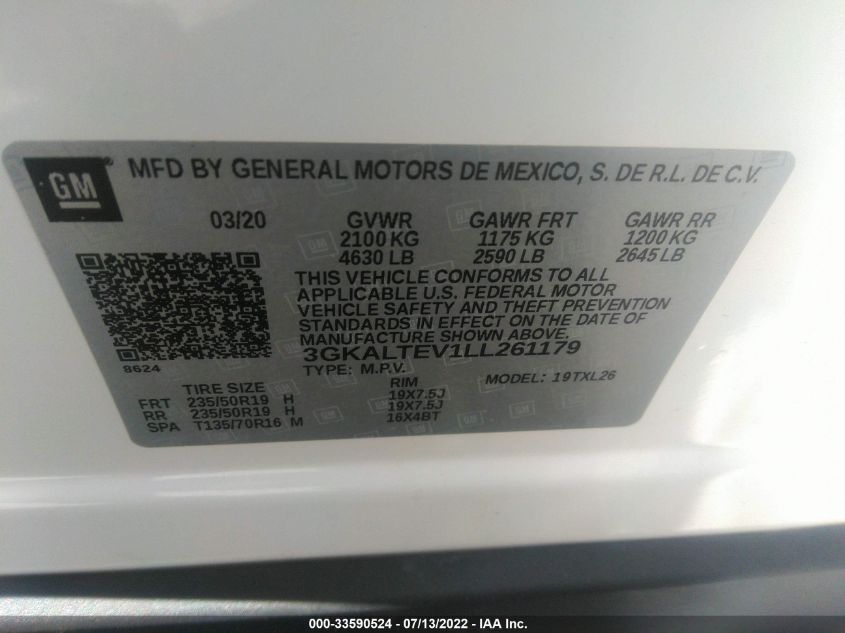 GM ® MFD BY GENERAL MOTORS DE MEXICO, S. DE R.L. DE C.V.
03/20 GVWR GAWR FRT GAWR RR
2100 KG 1175 KG 1200 KG
4630 LB 2590 LB 2645 LB
THIS VEHICLE CONFORMS TO ALL
APPLICABLE U.S. FEDERAL MOTOR
VEHICLE SAFETY AND THEFT PREVENTION
STANDARDS IN EFFECT ON THE DATE OF
MANUFACTURE SHOWN ABOVE.
8624 3GKALTEV1LL261179
TYPE: M.P.V. MODEL: 19TXL26
TIRE SIZE RIM
FRT 235/50R19 H 19X7.5J
RR 235/50R19 H 19X7.5J
SPA T135/70R16 M 16X4BT
000-33590524 - 07/13/2022 - IAA Inc.